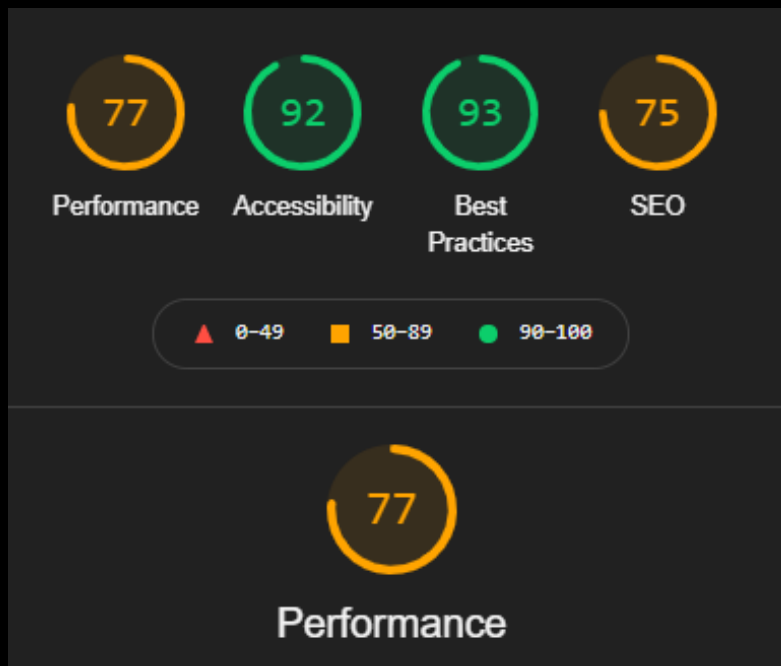 77
92
93
75
Performance
Accessibility
Best
Practices
SEO
0–49
50–89
90–100
77
Performance